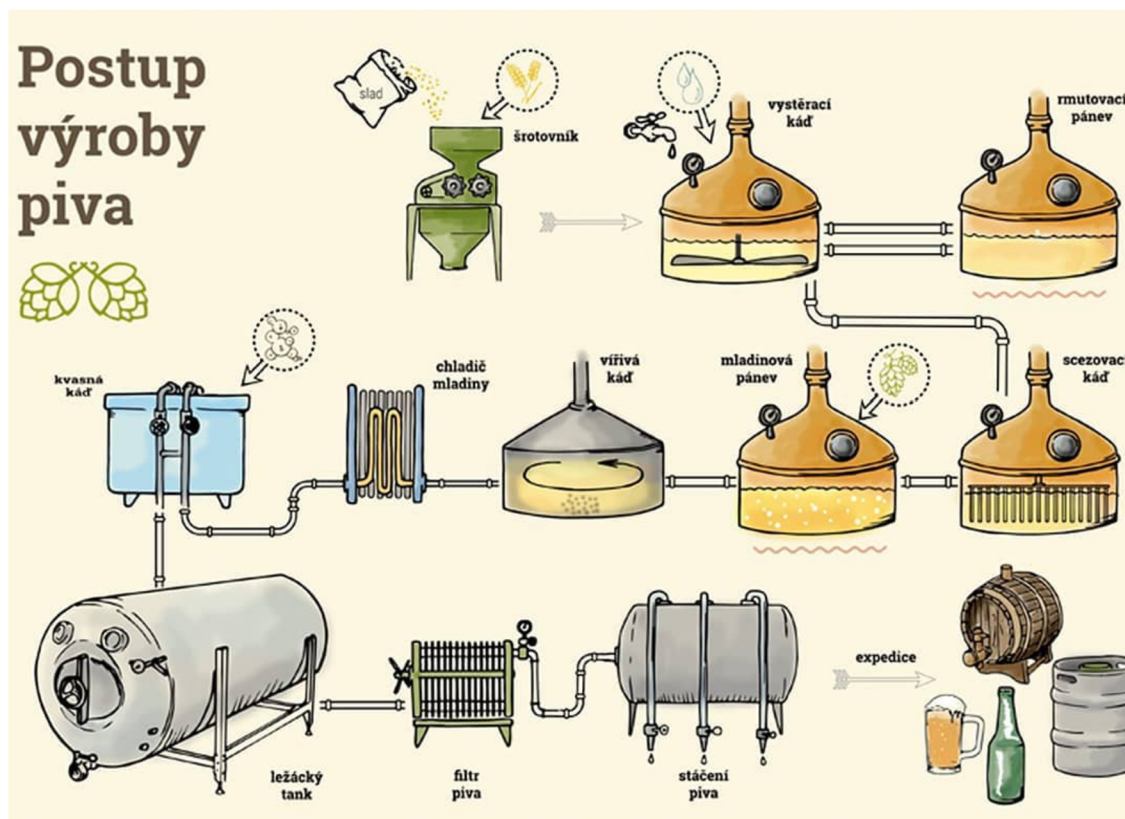 Postup
výroby
piva
slad
šrotovník
vystěrací
káď
rmutovací
pánev
kvasná
káď
chladič
mladiny
vířivá
káď
mladinová
pánev
scezovací
káď
ležácký
tank
filtr
piva
stáčení
piva
expedice